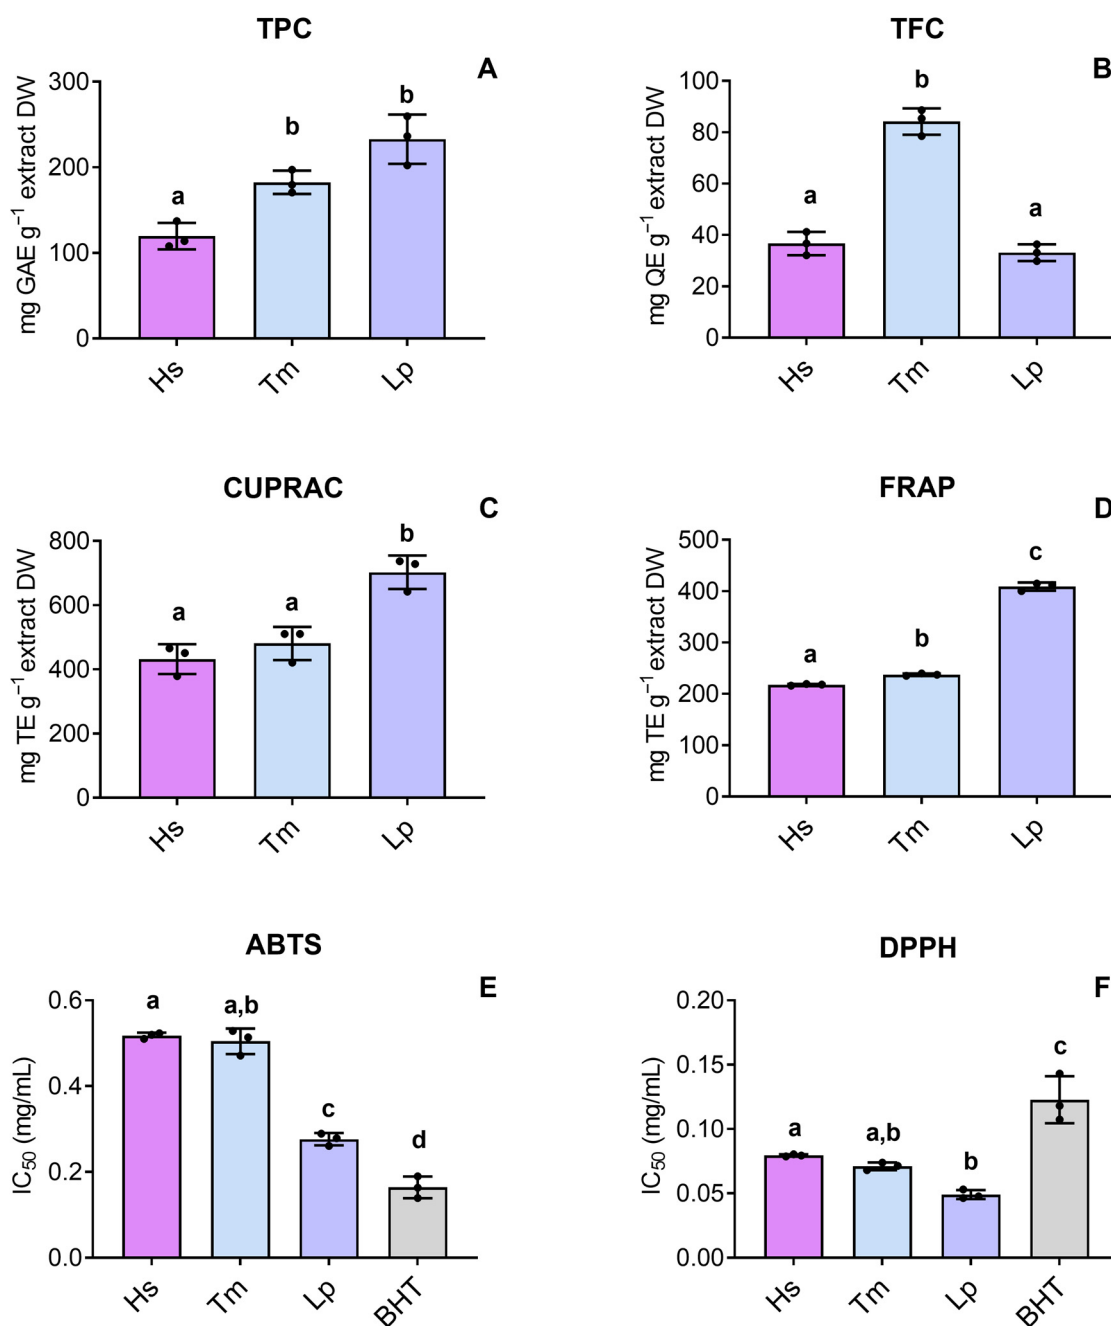 TPC
A
mg GAE g⁻¹ extract DW
300
200
100
0
a
b
b
Hs
Tm
Lp
TFC
B
mg QE g⁻¹ extract DW
100
80
60
40
20
0
a
b
a
Hs
Tm
Lp
CUPRAC
C
mg TE g⁻¹ extract DW
800
600
400
200
0
a
a
b
Hs
Tm
Lp
FRAP
D
mg TE g⁻¹ extract DW
500
400
300
200
100
0
a
b
c
Hs
Tm
Lp
ABTS
E
IC₅₀ (mg/mL)
0.6
0.4
0.2
0.0
a
a,b
c
d
Hs
Tm
Lp
BHT
DPPH
F
IC₅₀ (mg/mL)
0.20
0.15
0.10
0.05
0.00
a
a,b
b
c
Hs
Tm
Lp
BHT